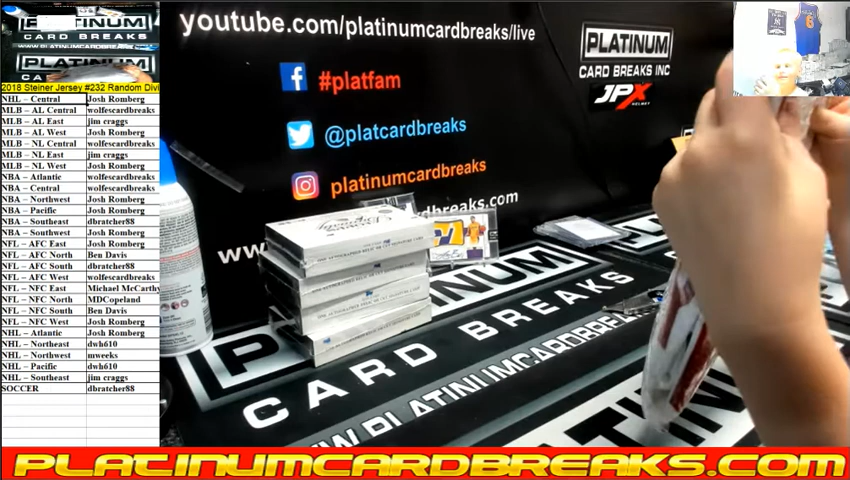 youtube.com/platinumcardbreaks/live
#platfam
@platcardbreaks
platinumcardbreaks
PLATINUM
CARD BREAKS INC
JPX
2018 Steiner Jersey #232 Random Divi
NHL – Central Josh Romberg
MLB – AL Central wolfescardbreaks
MLB – AL East jim craggs
MLB – AL West Josh Romberg
MLB – NL Central wolfescardbreaks
MLB – NL East jim craggs
MLB – NL West Josh Romberg
NBA – Atlantic wolfescardbreaks
NBA – Central wolfescardbreaks
NBA – Northwest Josh Romberg
NBA – Pacific Josh Romberg
NBA – Southeast dbratcher88
NBA – Southwest Josh Romberg
NFL – AFC East Josh Romberg
NFL – AFC North Ben Davis
NFL – AFC South dbratcher88
NFL – AFC West wolfescardbreaks
NFL – NFC East Michael McCarthy
NFL – NFC North MDCopeland
NFL – NFC South Ben Davis
NFL – NFC West Josh Romberg
NHL – Atlantic Josh Romberg
NHL – Northeast dwh610
NHL – Northwest mweeks
NHL – Pacific dwh610
NHL – Southeast jim craggs
SOCCER dbratcher88
CARD BREAKS
PLATINUMCARDBREAKS.COM